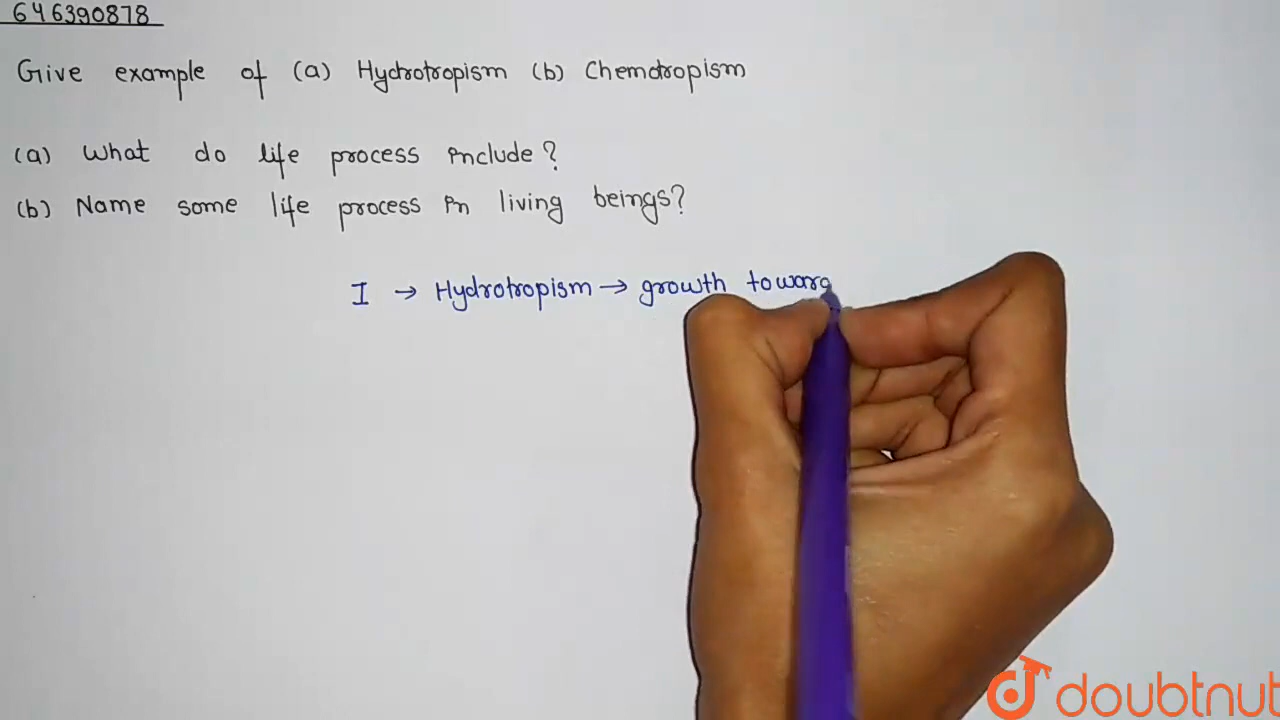 646390878
Give example of (a) Hydrotropism (b) Chemotropism
(a) What do life process include?
(b) Name some life process in living beings?
I → Hydrotropism → growth towar
doubtnut